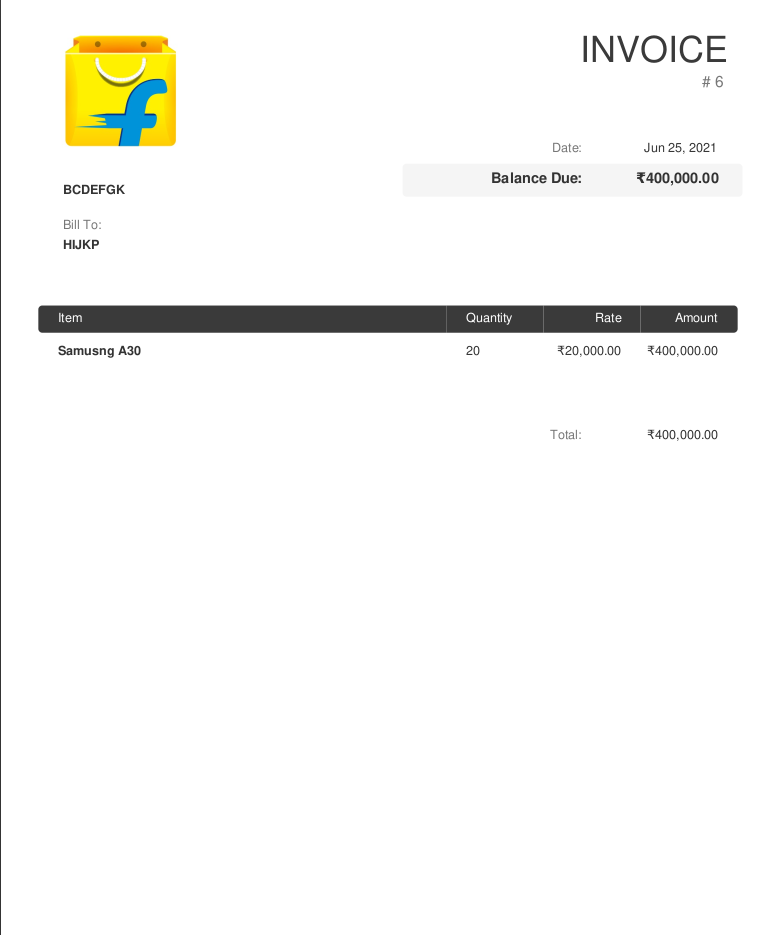 INVOICE
# 6
Date: Jun 25, 2021
Balance Due: ₹400,000.00
BCDEFGK
Bill To:
HIJKP
Item Quantity Rate Amount
Samusng A30 20 ₹20,000.00 ₹400,000.00
Total: ₹400,000.00